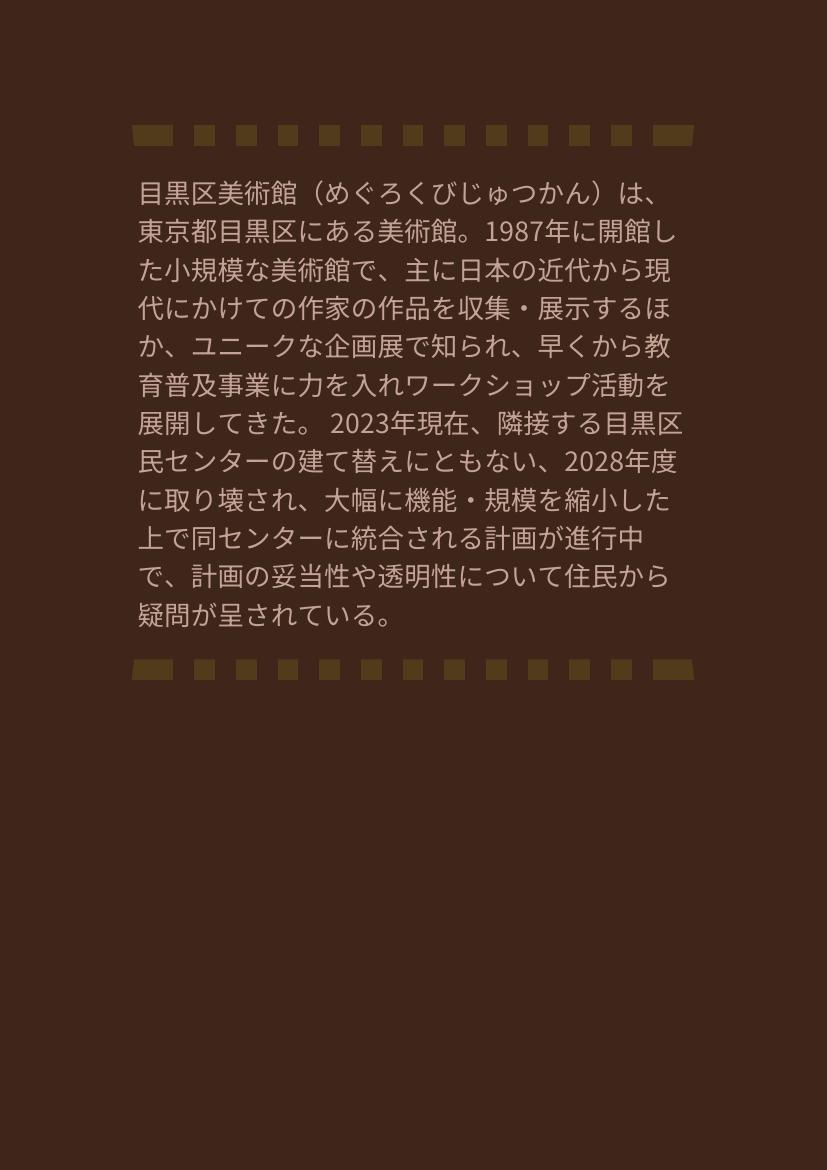 目黒区美術館（めぐろくびじゅつかん）は、
東京都目黒区にある美術館。1987年に開館し
た小規模な美術館で、主に日本の近代から現
代にかけての作家の作品を収集・展示するほ
か、ユニークな企画展で知られ、早くから教
育普及事業に力を入れワークショップ活動を
展開してきた。 2023年現在、隣接する目黒区
民センターの建て替えにともない、2028年度
に取り壊され、大幅に機能・規模を縮小した
上で同センターに統合される計画が進行中
で、計画の妥当性や透明性について住民から
疑問が呈されている。